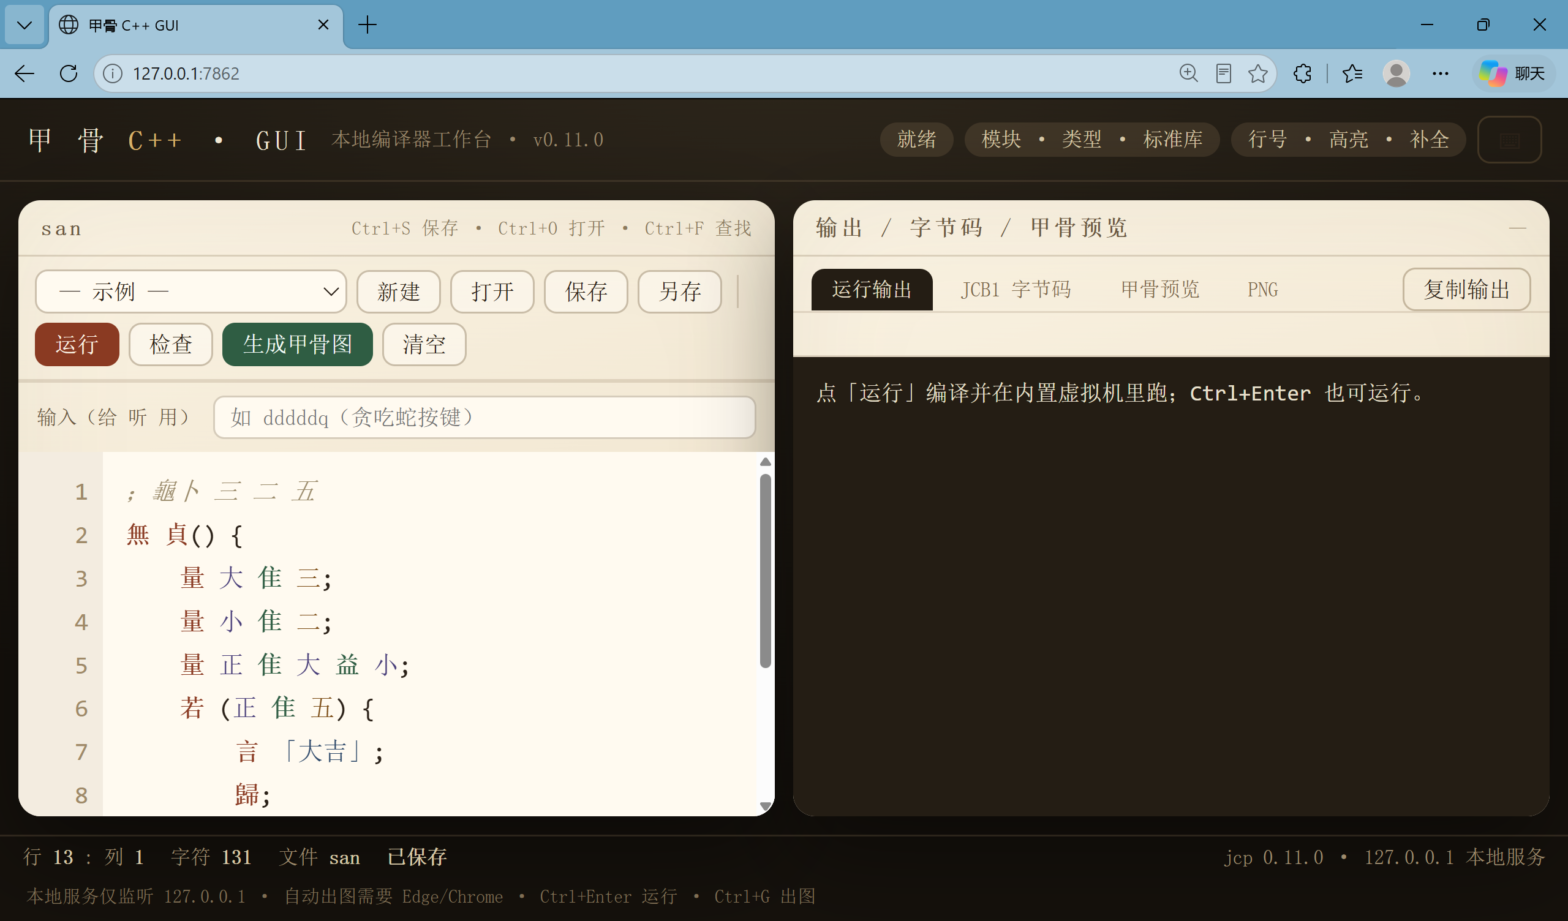 甲骨 C++ GUI
127.0.0.1:7862
聊天
甲 骨 C++ • GUI 本地编译器工作台 • v0.11.0
就绪 模块 • 类型 • 标准库 行号 • 高亮 • 补全
san Ctrl+S 保存 • Ctrl+O 打开 • Ctrl+F 查找
— 示例 — 新建 打开 保存 另存
运行 检查 生成甲骨图 清空
输入（给 听 用） 如 dddddq（贪吃蛇按键）
1 ; 龜卜 三 二 五
2 無 貞() {
3 量 大 隹 三;
4 量 小 隹 二;
5 量 正 隹 大 益 小;
6 若 (正 隹 五) {
7 言 「大吉」;
8 歸;
输出 / 字节码 / 甲骨预览 —
运行输出 JCB1 字节码 甲骨预览 PNG 复制输出
点「运行」编译并在内置虚拟机里跑；Ctrl+Enter 也可运行。
行 13 : 列 1 字符 131 文件 san 已保存
jcp 0.11.0 • 127.0.0.1 本地服务
本地服务仅监听 127.0.0.1 • 自动出图需要 Edge/Chrome • Ctrl+Enter 运行 • Ctrl+G 出图